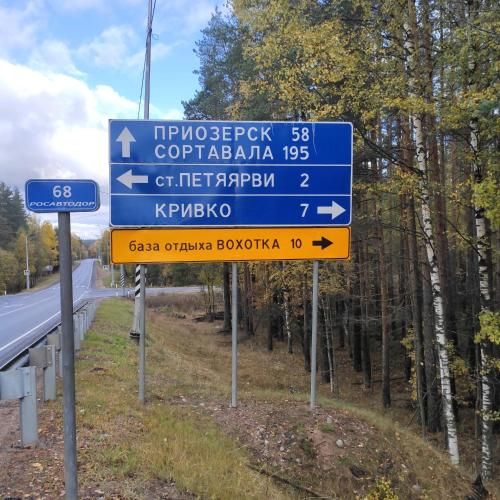 68
РОСАВТОДОР
ПРИОЗЕРСК 58
СОРТАВАЛА 195
ст.ПЕТЯЯРВИ 2
КРИВКО 7
база отдыха ВОХОТКА 10